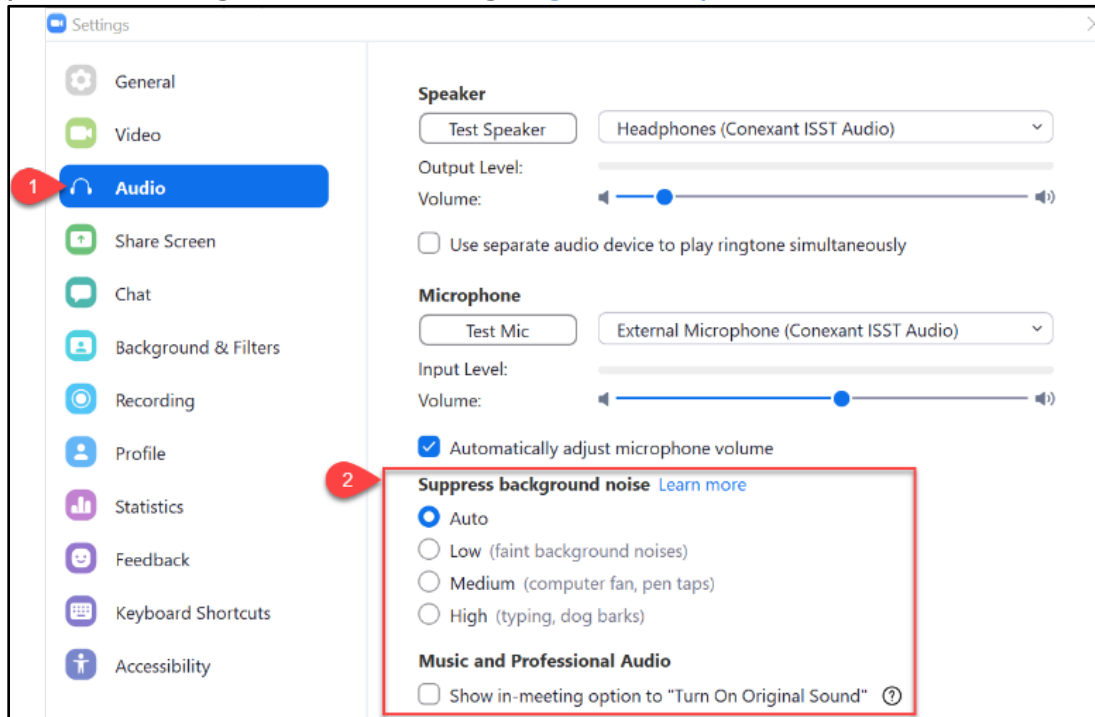 Settings
General
Video
1
Audio
Share Screen
Chat
Background & Filters
Recording
Profile
Statistics
Feedback
Keyboard Shortcuts
Accessibility
Speaker
Test Speaker Headphones (Conexant ISST Audio)
Output Level:
Volume:
Use separate audio device to play ringtone simultaneously
Microphone
Test Mic External Microphone (Conexant ISST Audio)
Input Level:
Volume:
Automatically adjust microphone volume
2
Suppress background noise Learn more
Auto
Low (faint background noises)
Medium (computer fan, pen taps)
High (typing, dog barks)
Music and Professional Audio
Show in-meeting option to "Turn On Original Sound" ?